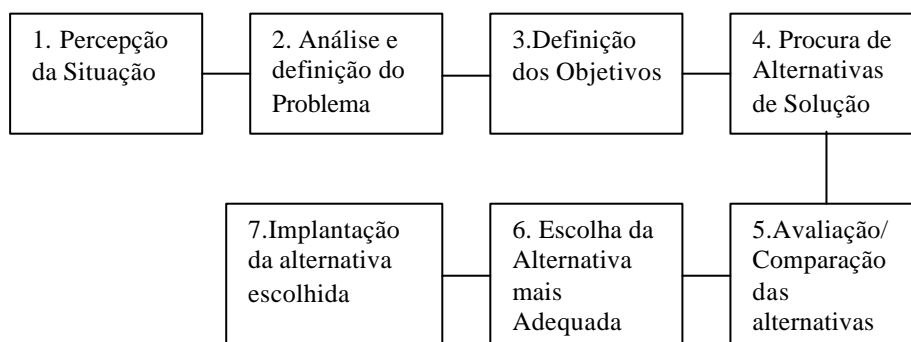 1. Percepção
da Situação
2. Análise e
definição do
Problema
3.Definição
dos Objetivos
4. Procura de
Alternativas
de Solução
5.Avaliação/
Comparação
das
alternativas
6. Escolha da
Alternativa
mais
Adequada
7.Implantação
da alternativa
escolhida